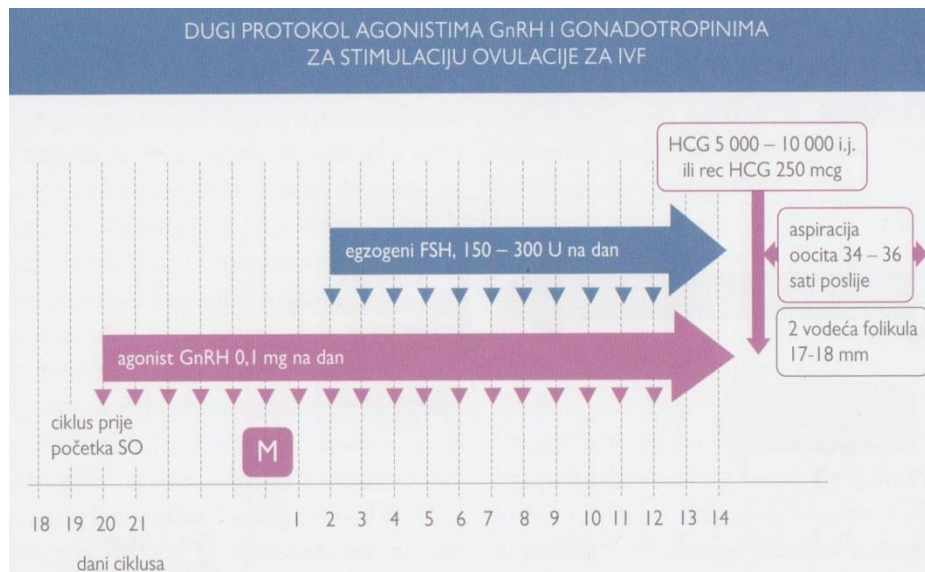 DUGI PROTOKOL AGONISTIMA GnRH I GONADOTROPINIMA
ZA STIMULACIJU OVULACIJE ZA IVF
HCG 5 000 – 10 000 i.j.
ili rec HCG 250 mcg
egzogeni FSH, 150 – 300 U na dan
aspiracija
oocita 34 – 36
sati poslije
agonist GnRH 0,1 mg na dan
2 vodeća folikula
17-18 mm
ciklus prije
početka SO
M
18 19 20 21 1 2 3 4 5 6 7 8 9 10 11 12 13 14
dani ciklusa